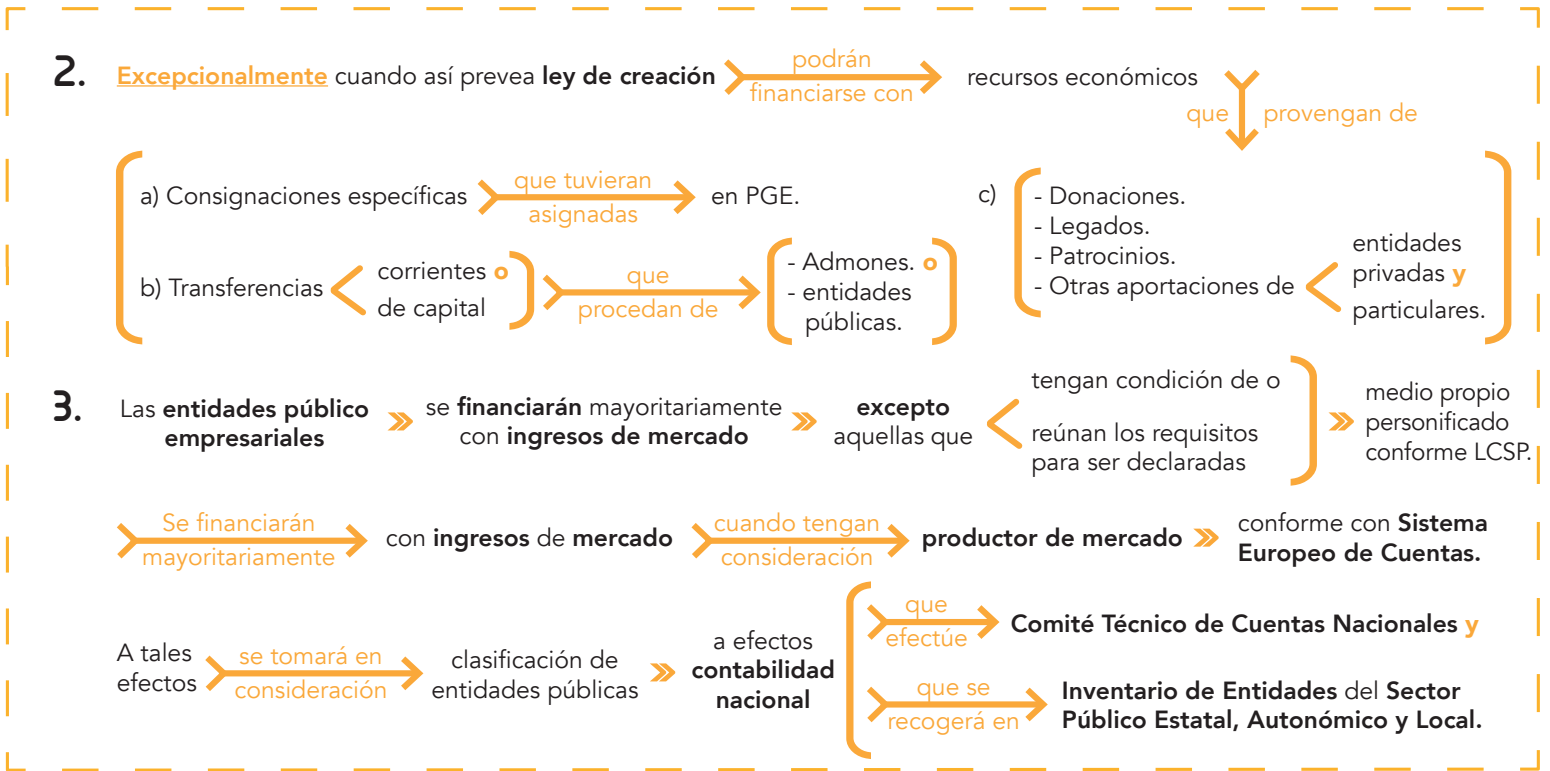 2. Excepcionalmente cuando así prevea ley de creación podrán financiarse con recursos económicos
que provengan de
a) Consignaciones específicas que tuvieran asignadas en PGE.
b) Transferencias corrientes o de capital que procedan de
- Admones. o
- entidades
públicas.
c)
- Donaciones.
- Legados.
- Patrocinios.
- Otras aportaciones de
entidades
privadas y
particulares.
3. Las entidades público
empresariales
se financiarán mayoritariamente
con ingresos de mercado
excepto
aquellas que
tengan condición de o
reúnan los requisitos
para ser declaradas
medio propio
personificado
conforme LCSP.
Se financiarán
mayoritariamente
con ingresos de mercado
cuando tengan
consideración
productor de mercado
conforme con Sistema
Europeo de Cuentas.
A tales
efectos
se tomará en
consideración
clasificación de
entidades públicas
a efectos
contabilidad
nacional
que
efectúe
Comité Técnico de Cuentas Nacionales y
que se
recogerá en
Inventario de Entidades del Sector
Público Estatal, Autonómico y Local.